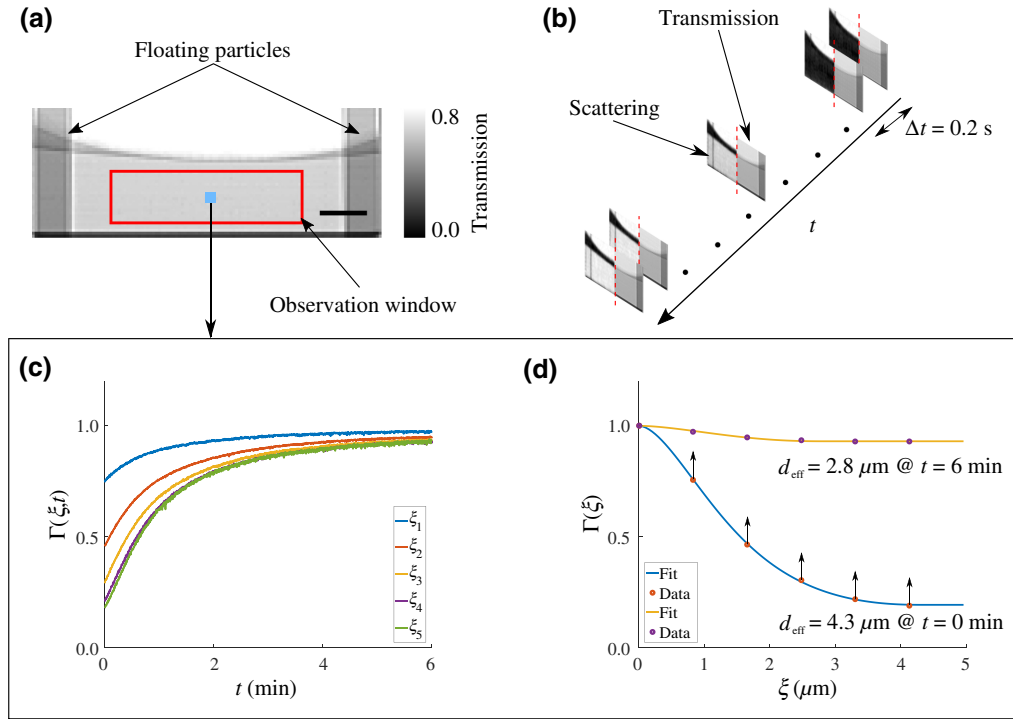 (a)
Floating particles
0.8
0.0
Transmission
Observation window
(b)
Transmission
Scattering
Δt = 0.2 s
t
(c)
Γ(ξ,t)
1.0
0.5
0.0
0
2
4
6
t (min)
ξ1
ξ2
ξ3
ξ4
ξ5
(d)
Γ(ξ)
1.0
0.5
0.0
d_eff = 2.8 μm @ t = 6 min
Fit
Data
Fit
Data
d_eff = 4.3 μm @ t = 0 min
0
1
2
3
4
5
ξ (μm)